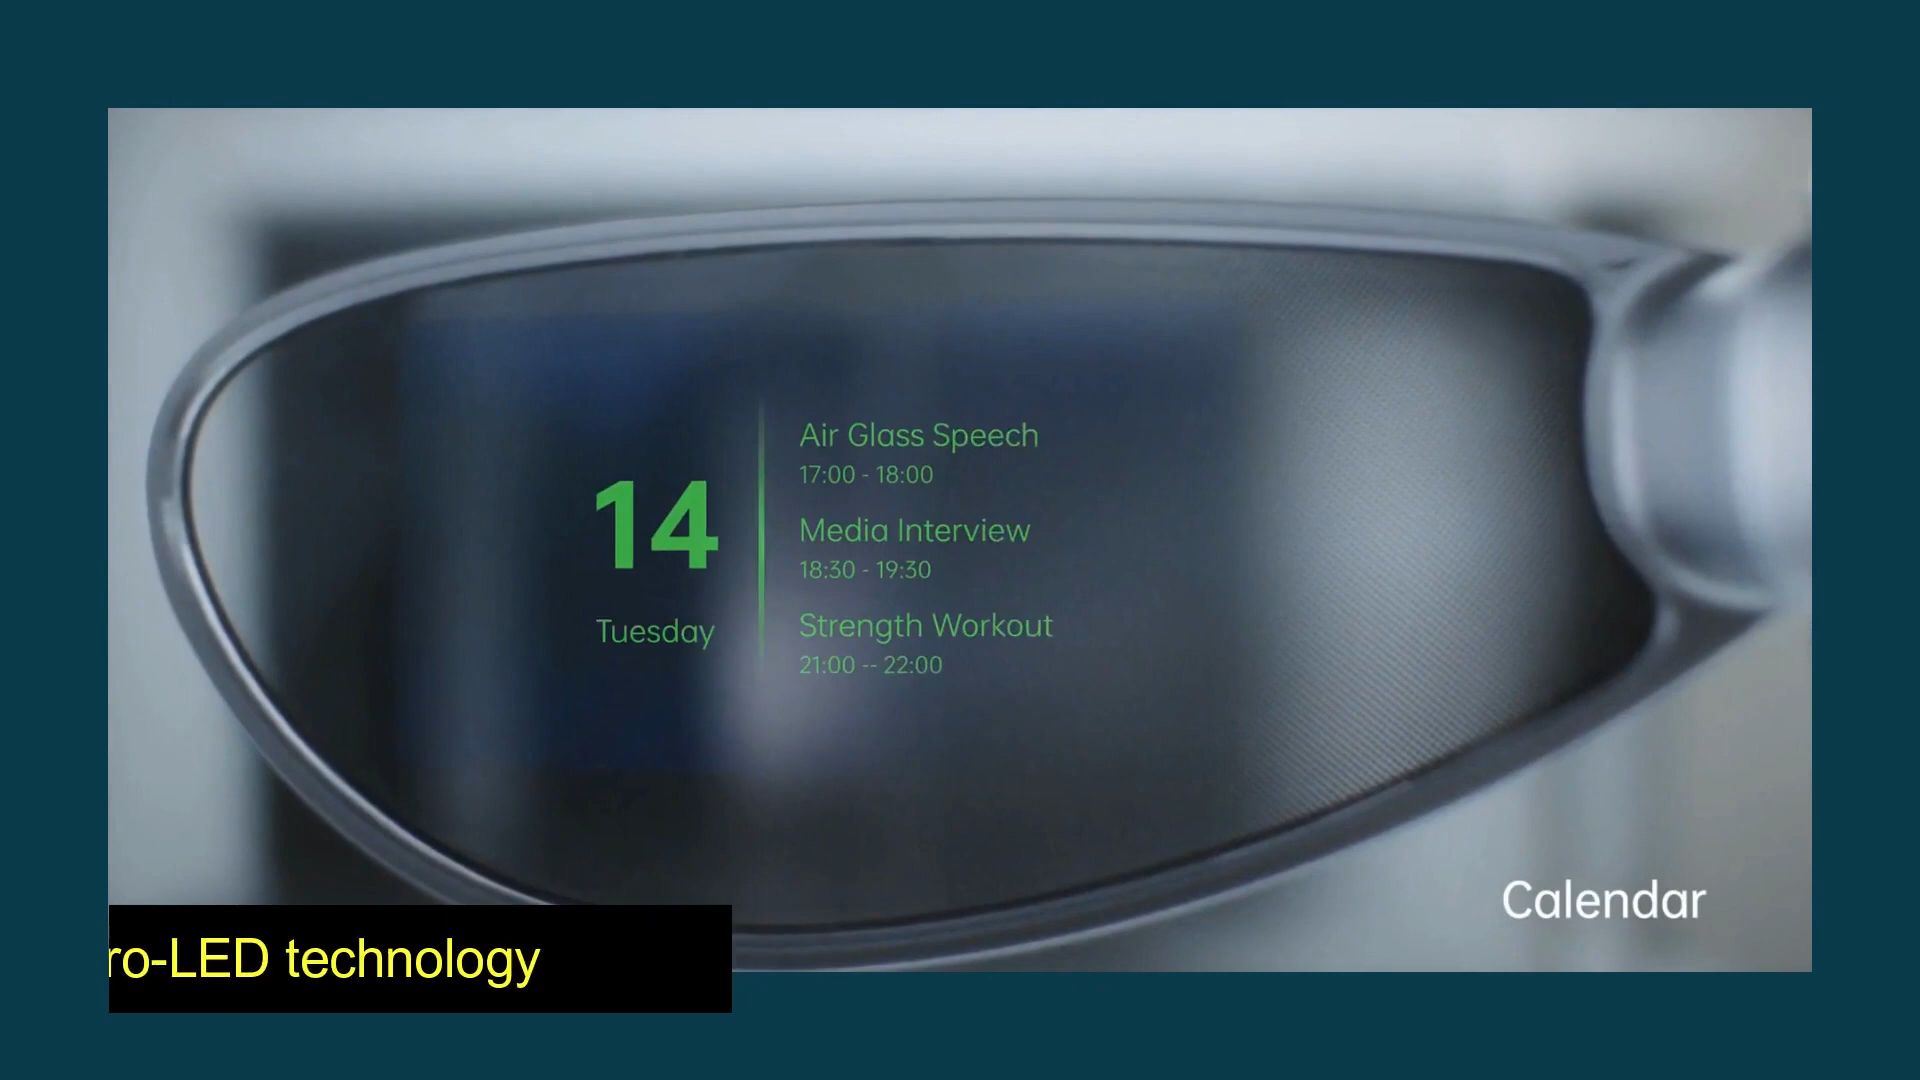 14
Tuesday
Air Glass Speech
17:00 - 18:00
Media Interview
18:30 - 19:30
Strength Workout
21:00 -- 22:00
Calendar
ro-LED technology